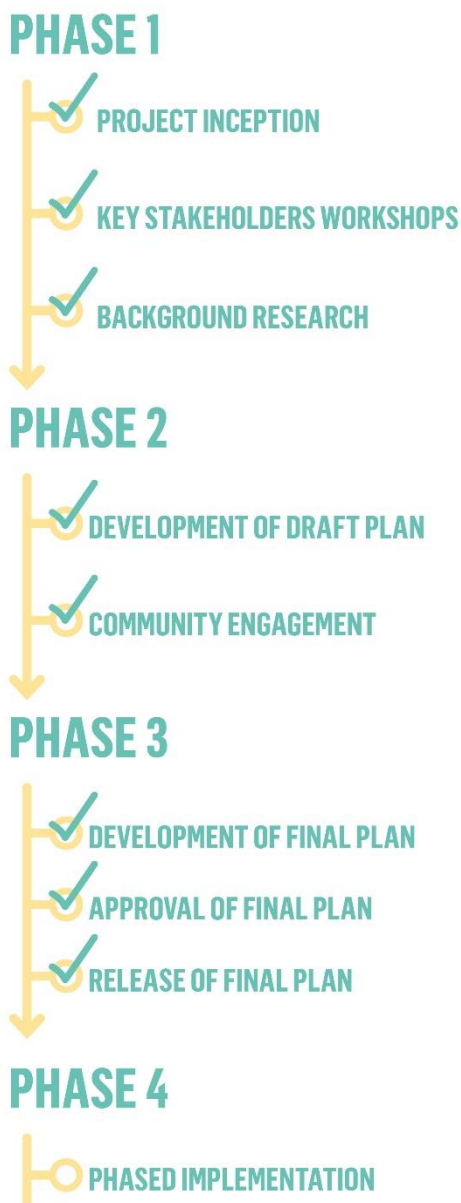 PHASE 1
PROJECT INCEPTION
KEY STAKEHOLDERS WORKSHOPS
BACKGROUND RESEARCH
PHASE 2
DEVELOPMENT OF DRAFT PLAN
COMMUNITY ENGAGEMENT
PHASE 3
DEVELOPMENT OF FINAL PLAN
APPROVAL OF FINAL PLAN
RELEASE OF FINAL PLAN
PHASE 4
PHASED IMPLEMENTATION